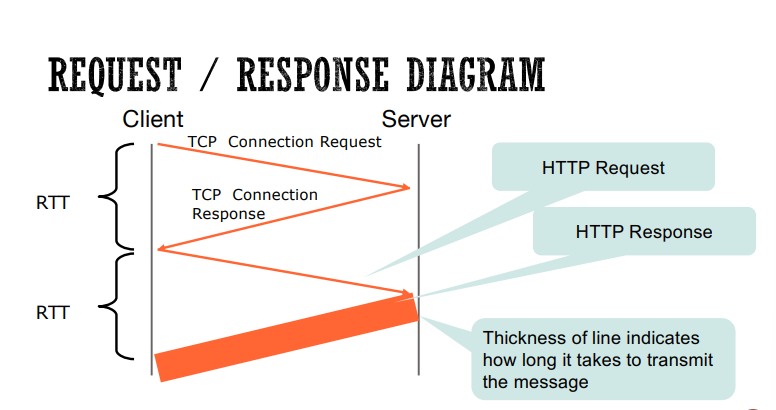 REQUEST / RESPONSE DIAGRAM
Client
Server
TCP Connection Request
TCP Connection
Response
RTT
RTT
HTTP Request
HTTP Response
Thickness of line indicates
how long it takes to transmit
the message